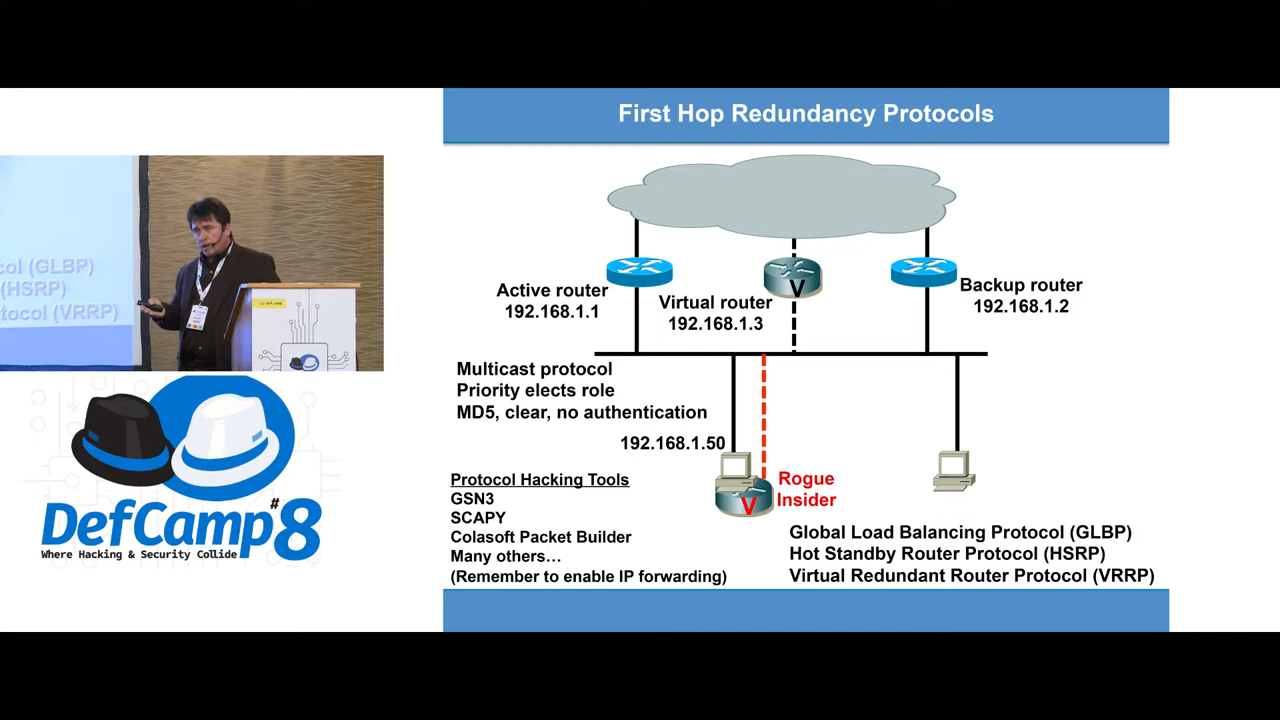 First Hop Redundancy Protocols
Active router
192.168.1.1
Virtual router
192.168.1.3
Backup router
192.168.1.2
V
Multicast protocol
Priority elects role
MD5, clear, no authentication
192.168.1.50
Rogue
Insider
V
Protocol Hacking Tools
GSN3
SCAPY
Colasoft Packet Builder
Many others…
(Remember to enable IP forwarding)
Global Load Balancing Protocol (GLBP)
Hot Standby Router Protocol (HSRP)
Virtual Redundant Router Protocol (VRRP)
col (GLBP)
(HSRP)
tocol (VRRP)
DefCamp #8
Where Hacking & Security Collide